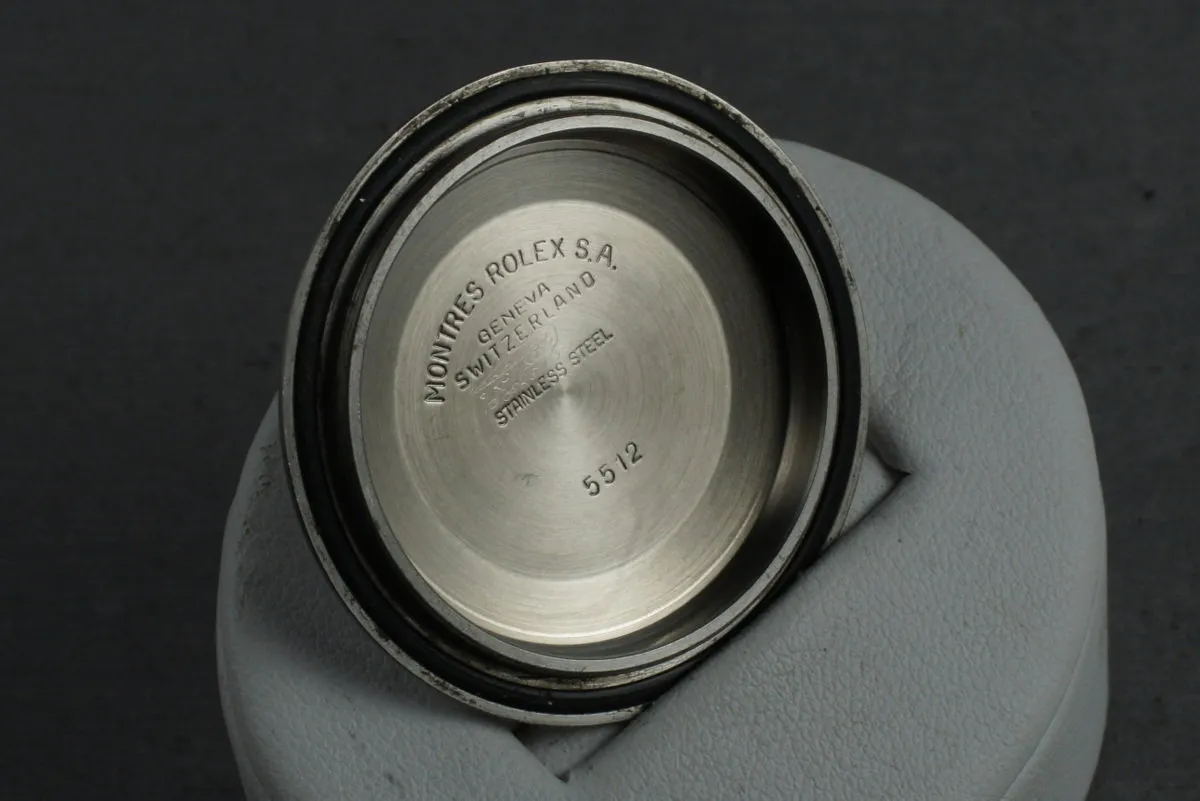 MONTRES ROLEX S.A.
GENEVA
SWITZERLAND
STAINLESS STEEL
5512